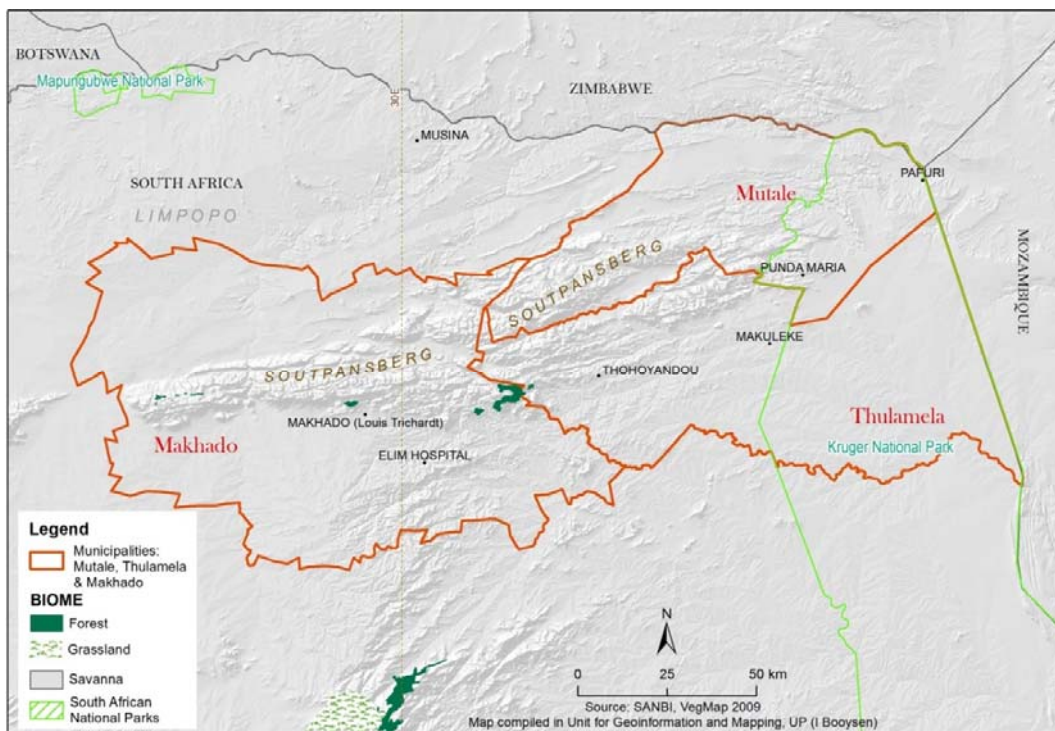 BOTSWANA
Mapungubwe National Park
ZIMBABWE
30E
MUSINA
PAFURI
SOUTH AFRICA
LIMPOPO
Mutale
MOZAMBIQUE
SOUTPANSBERG
PUNDA MARIA
MAKULEKE
SOUTPANSBERG
THOHOYANDOU
MAKHADO (Louis Trichardt)
Thulamela
Makhado
Kruger National Park
ELIM HOSPITAL
Legend
Municipalities:
Mutale, Thulamela
& Makhado
BIOME
Forest
Grassland
Savanna
South African
National Parks
N
0 25 50 km
Source: SANBI, VegMap 2009
Map compiled in Unit for Geoinformation and Mapping, UP (I Booysen)